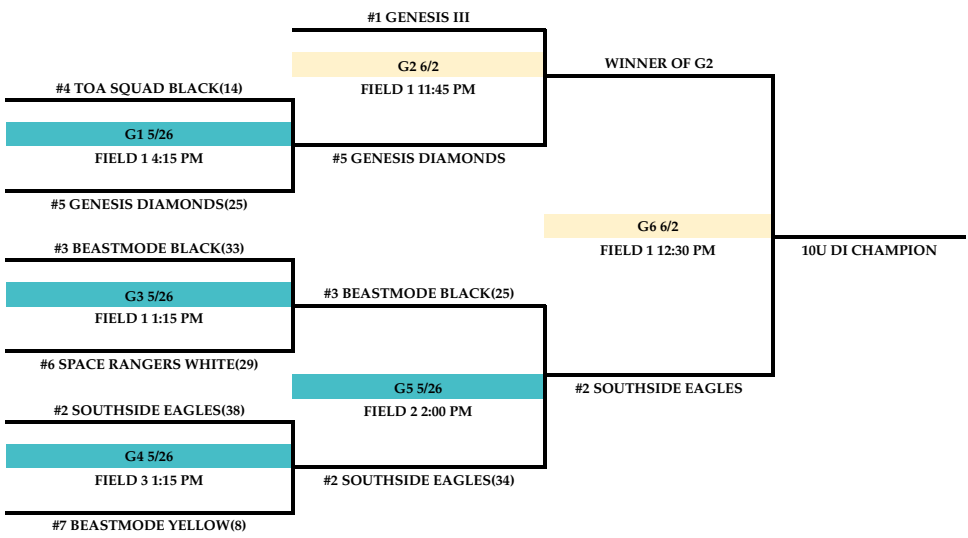 #1 GENESIS III
G2 6/2
FIELD 1 11:45 PM
WINNER OF G2
#4 TOA SQUAD BLACK(14)
G1 5/26
FIELD 1 4:15 PM
#5 GENESIS DIAMONDS
#5 GENESIS DIAMONDS(25)
G6 6/2
FIELD 1 12:30 PM
10U DI CHAMPION
#3 BEASTMODE BLACK(33)
G3 5/26
FIELD 1 1:15 PM
#3 BEASTMODE BLACK(25)
#6 SPACE RANGERS WHITE(29)
G5 5/26
FIELD 2 2:00 PM
#2 SOUTHSIDE EAGLES
#2 SOUTHSIDE EAGLES(38)
G4 5/26
FIELD 3 1:15 PM
#2 SOUTHSIDE EAGLES(34)
#7 BEASTMODE YELLOW(8)